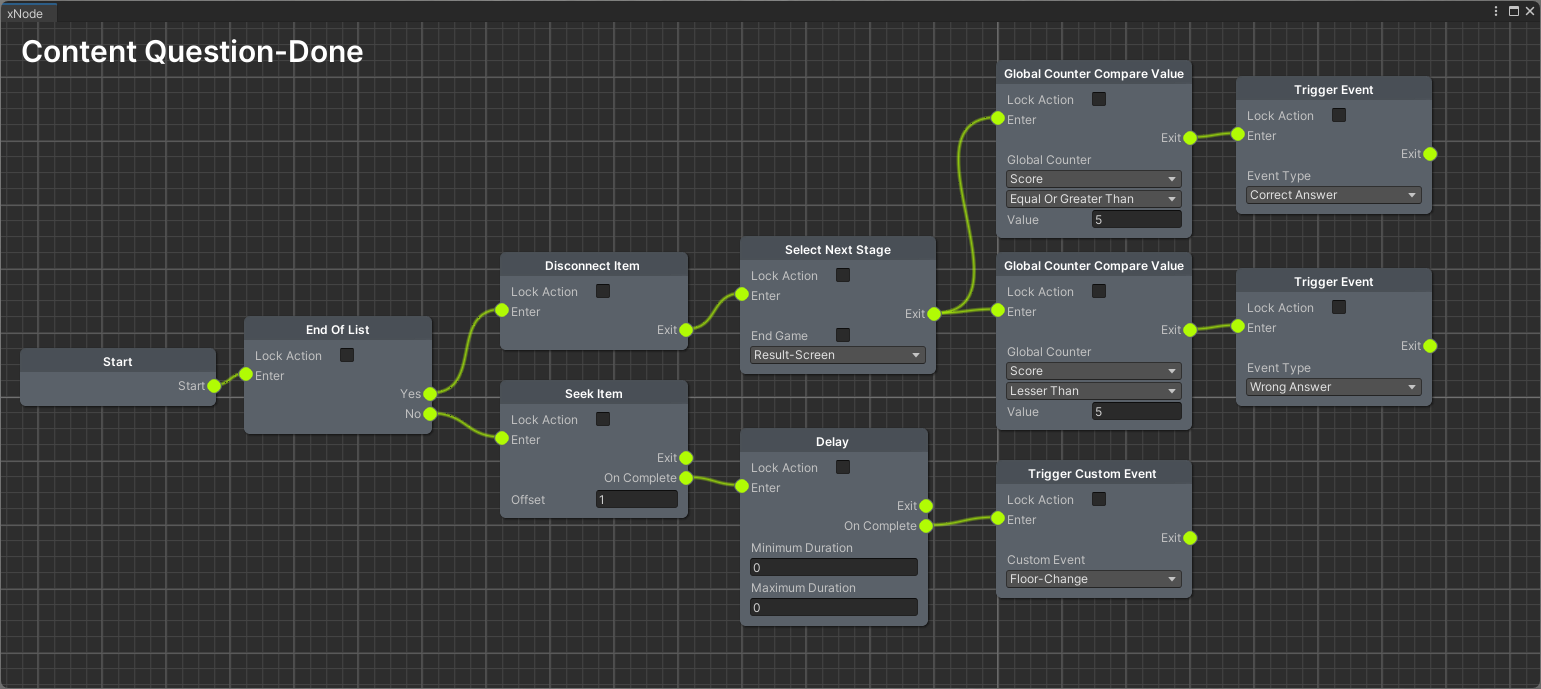 xNode
Content Question-Done
Start
Start
End Of List
Lock Action
Enter
Yes
No
Disconnect Item
Lock Action
Enter
Exit
Seek Item
Lock Action
Enter
Exit
On Complete
Offset 1
Select Next Stage
Lock Action
Enter
Exit
End Game
Result-Screen
Delay
Lock Action
Enter
Exit
On Complete
Minimum Duration
0
Maximum Duration
0
Global Counter Compare Value
Lock Action
Enter
Exit
Global Counter
Score
Equal Or Greater Than
Value 5
Trigger Event
Lock Action
Enter
Exit
Event Type
Correct Answer
Global Counter Compare Value
Lock Action
Enter
Exit
Global Counter
Score
Lesser Than
Value 5
Trigger Event
Lock Action
Enter
Exit
Event Type
Wrong Answer
Trigger Custom Event
Lock Action
Enter
Exit
Custom Event
Floor-Change